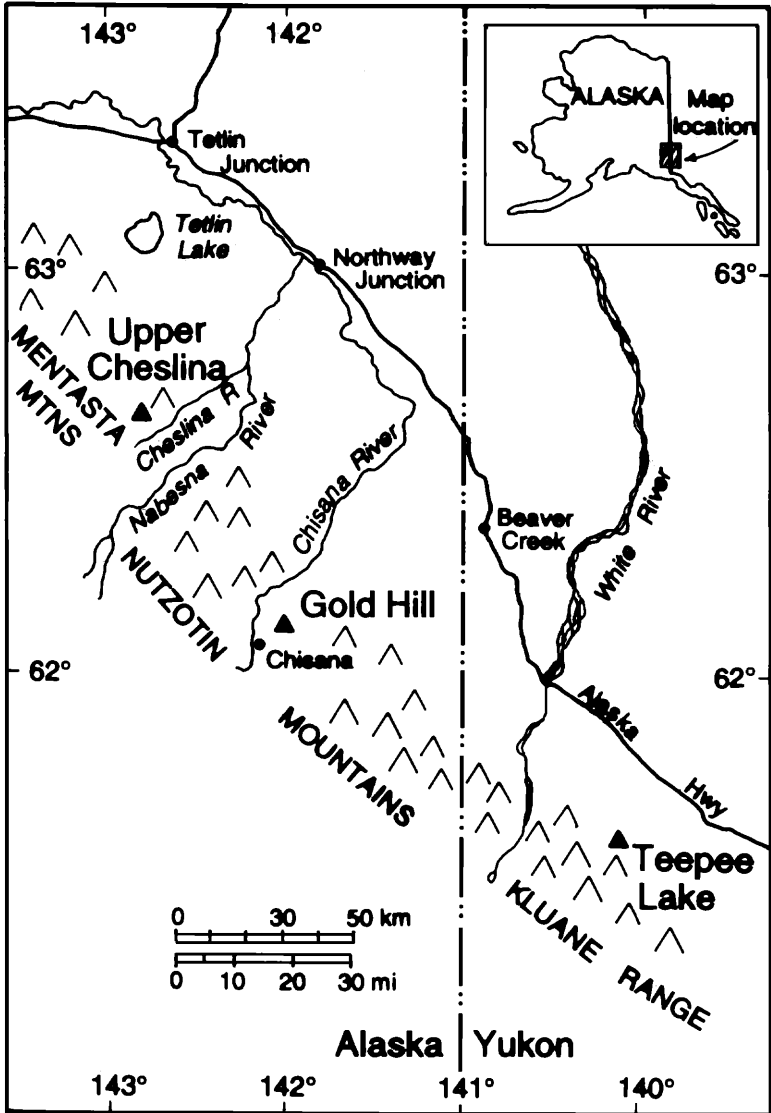 143°
142°
ALASKA
Map
location
Tetlin
Junction
Tetlin
Lake
63°
Northway
Junction
63°
Upper
Cheslina
MENTASTA
MTNS
Cheslina R
Nabesna River
Chisana River
Beaver
Creek
White River
NUTZOTIN
Gold Hill
Chisana
62°
62°
MOUNTAINS
Alaska Hwy
Teepee
Lake
KLUANE RANGE
0 30 50 km
0 10 20 30 mi
Alaska
Yukon
143°
142°
141°
140°